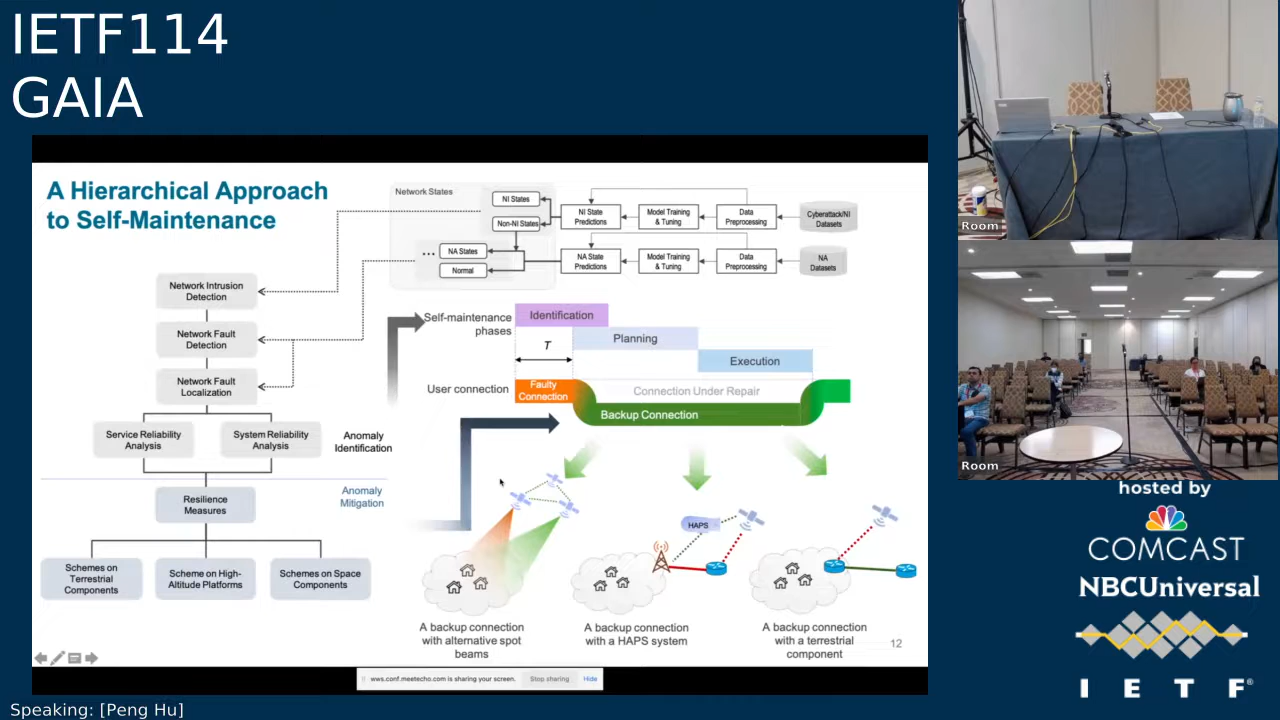 IETF114
GAIA
A Hierarchical Approach
to Self-Maintenance
Network States
NI States
Non-NI States
...
NA States
Normal
NI State
Predictions
Model Training
& Tuning
Data
Preprocessing
Cyberattack/NI
Datasets
NA State
Predictions
Model Training
& Tuning
Data
Preprocessing
NA
Datasets
Network Intrusion
Detection
Network Fault
Detection
Network Fault
Localization
Service Reliability
Analysis
System Reliability
Analysis
Anomaly
Identification
Anomaly
Mitigation
Resilience
Measures
Schemes on
Terrestrial
Components
Scheme on High-
Altitude Platforms
Schemes on Space
Components
Self-maintenance
phases
Identification
Planning
Execution
T
User connection
Faulty
Connection
Connection Under Repair
Backup Connection
HAPS
A backup connection
with alternative spot
beams
A backup connection
with a HAPS system
A backup connection
with a terrestrial
component
12
wws.conf.meetecho.com is sharing your screen.
Stop sharing
Hide
Speaking: [Peng Hu]
Room
Room
hosted by
COMCAST
NBCUniversal
I E T F®